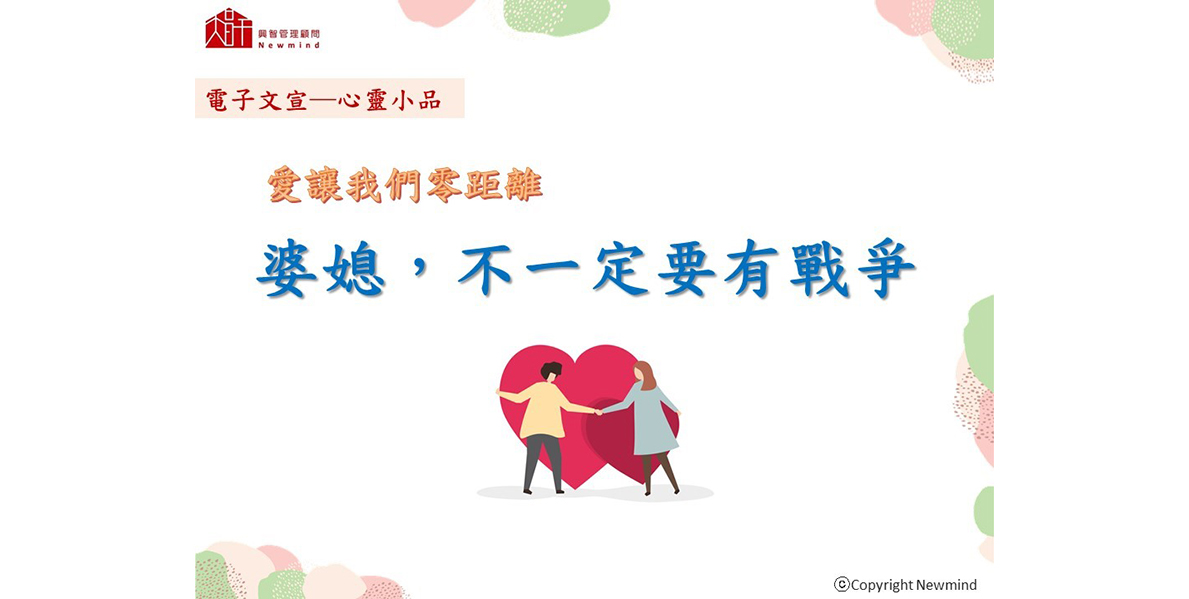 興智管理顧問
Newmind
電子文宣—心靈小品
愛讓我們零距離
婆媳，不一定要有戰爭
ⓒCopyright Newmind